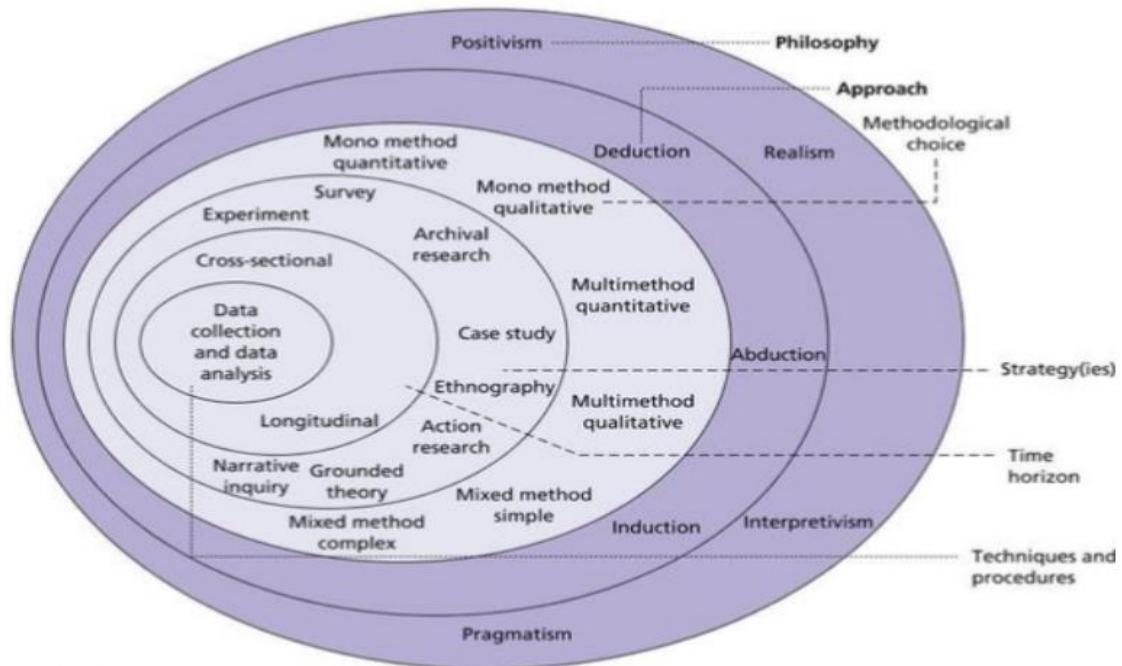 Positivism
Philosophy
Approach
Methodological
choice
Mono method
quantitative
Deduction
Realism
Survey
Mono method
qualitative
Experiment
Archival
research
Cross-sectional
Multimethod
quantitative
Data
collection
and data
analysis
Case study
Abduction
Strategy(ies)
Ethnography
Multimethod
qualitative
Longitudinal
Action
research
Time
horizon
Narrative
inquiry
Grounded
theory
Mixed method
simple
Mixed method
complex
Induction
Interpretivism
Techniques and
procedures
Pragmatism